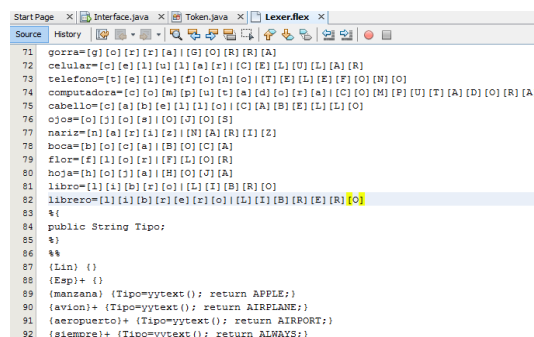 Start Page Interface.java Token.java Lexer.flex
Source History
71 gorra=[g][o][r][r][a]|[G][O][R][R][A]
72 celular=[c][e][l][u][l][a][r]|[C][E][L][U][L][A][R]
73 telefono=[t][e][l][e][f][o][n][o]|[T][E][L][E][F][O][N][O]
74 computadora=[c][o][m][p][u][t][a][d][o][r][a]|[C][O][M][P][U][T][A][D][O][R][A
75 cabello=[c][a][b][e][l][l][o]|[C][A][B][E][L][L][O]
76 ojos=[o][j][o][s]|[O][J][O][S]
77 nariz=[n][a][r][i][z]|[N][A][R][I][Z]
78 boca=[b][o][c][a]|[B][O][C][A]
79 flor=[f][l][o][r]|[F][L][O][R]
80 hoja=[h][o][j][a]|[H][O][J][A]
81 libro=[l][i][b][r][o]|[L][I][B][R][O]
82 librero=[l][i][b][r][e][r][o]|[L][I][B][R][E][R][O]
83 %{
84 public String Tipo;
85 %}
86 %%
87 {Lin} {}
88 {Esp}+ {}
89 {manzana} {Tipo=yytext(); return APPLE;}
90 {avion}+ {Tipo=yytext(); return AIRPLANE;}
91 {aeropuerto}+ {Tipo=yytext(); return AIRPORT;}
92 {siempre}+ {Tipo=yytext(); return ALWAYS;}